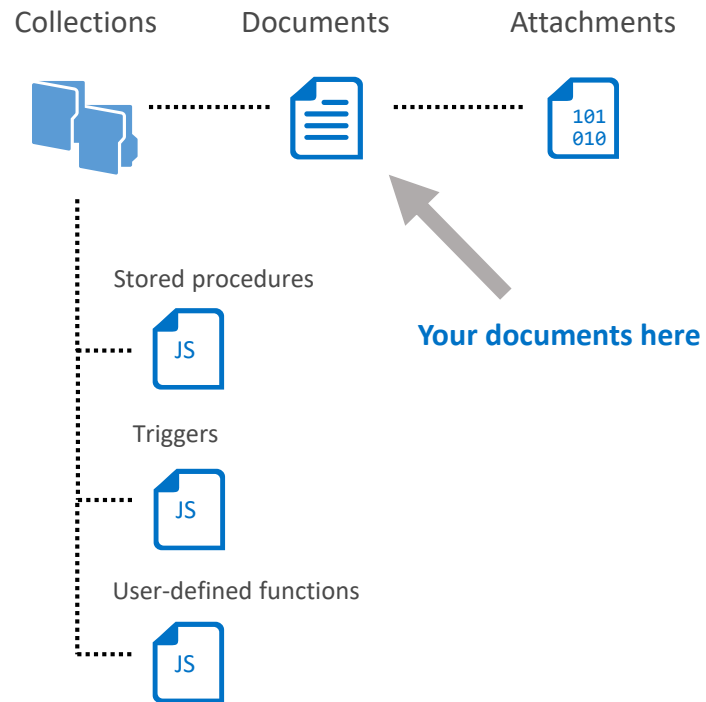 Collections
Documents
Attachments
101
010
Stored procedures
JS
Your documents here
Triggers
JS
User-defined functions
JS